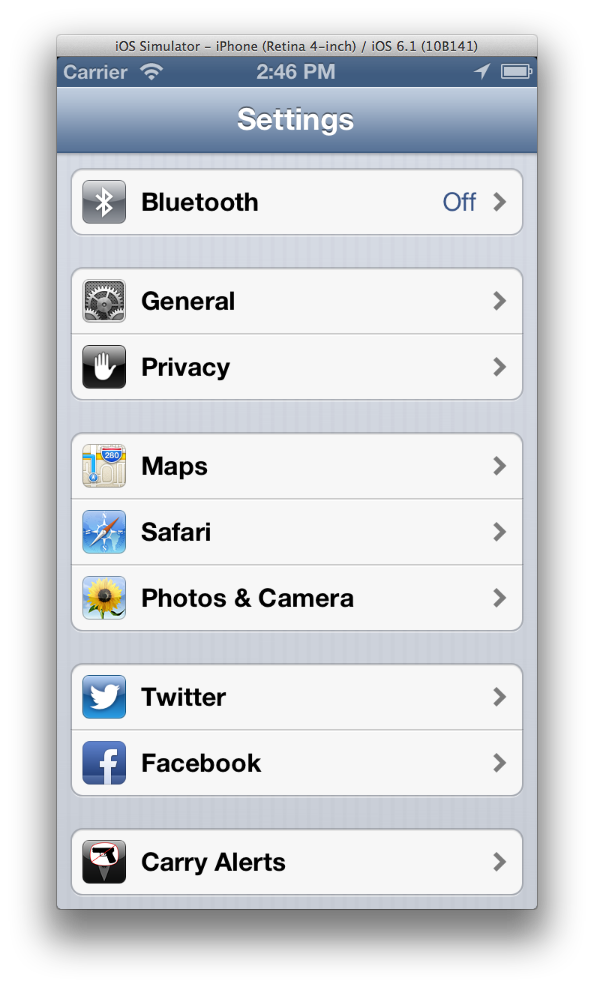 iOS Simulator - iPhone (Retina 4-inch) / iOS 6.1 (10B141)
Carrier 2:46 PM
Settings
Bluetooth Off
General
Privacy
280
Maps
Safari
Photos & Camera
Twitter
Facebook
Carry Alerts